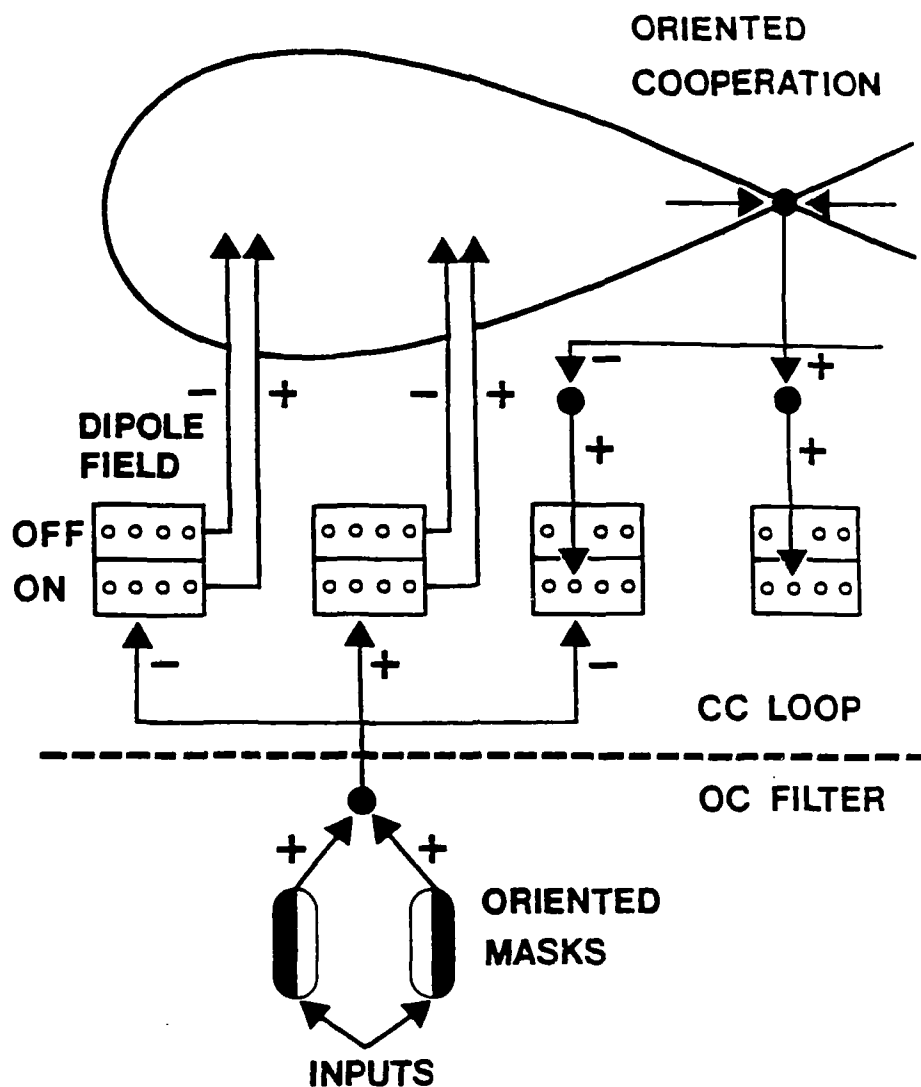 ORIENTED
COOPERATION
− + − + − +
DIPOLE
FIELD
+ +
OFF
ON
− + −
CC LOOP
OC FILTER
+ +
ORIENTED
MASKS
INPUTS